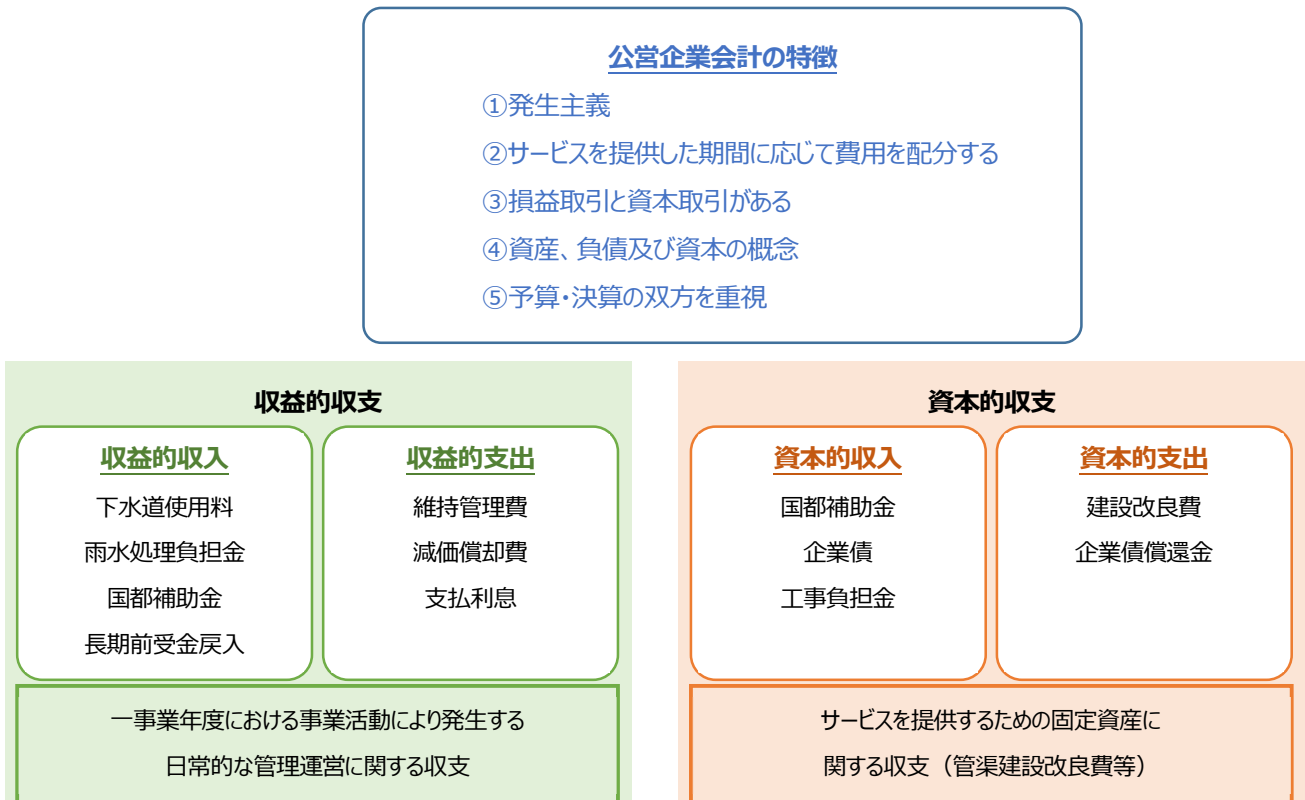 公営企業会計の特徴
①発生主義
②サービスを提供した期間に応じて費用を配分する
③損益取引と資本取引がある
④資産、負債及び資本の概念
⑤予算・決算の双方を重視
収益的収支
収益的収入
下水道使用料
雨水処理負担金
国都補助金
長期前受金戻入
収益的支出
維持管理費
減価償却費
支払利息
一事業年度における事業活動により発生する
日常的な管理運営に関する収支
資本的収支
資本的収入
国都補助金
企業債
工事負担金
資本的支出
建設改良費
企業債償還金
サービスを提供するための固定資産に
関する収支（管渠建設改良費等）